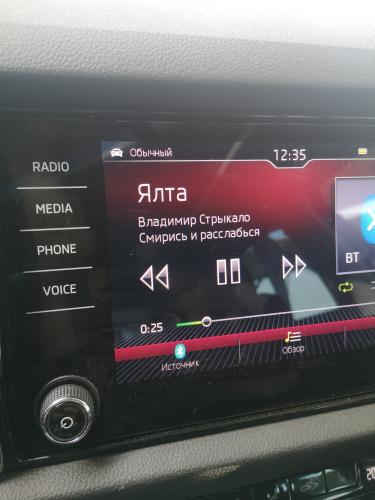 Обычный
12:35
RADIO
MEDIA
PHONE
VOICE
Ялта
Владимир Стрыкало
Смирись и расслабься
BT
0:25
Источник
Обзор